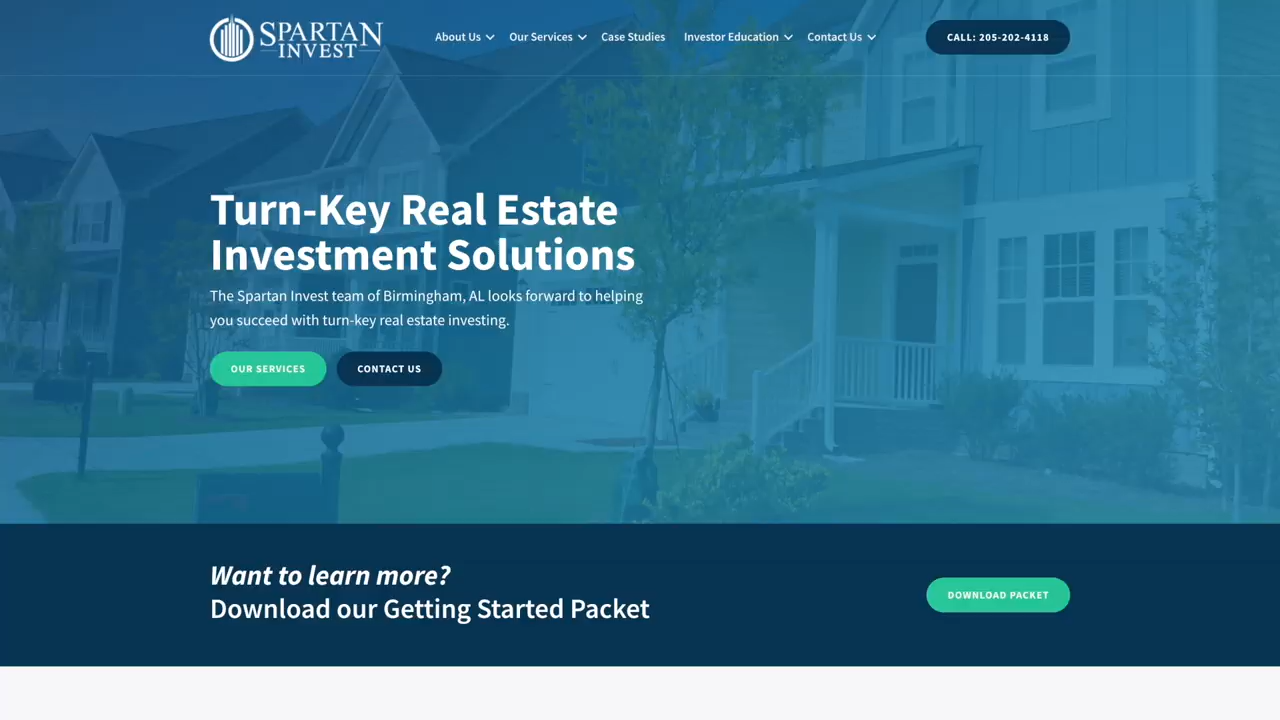 SPARTAN
INVEST
About Us
Our Services
Case Studies
Investor Education
Contact Us
CALL: 205-202-4118
Turn-Key Real Estate
Investment Solutions
The Spartan Invest team of Birmingham, AL looks forward to helping
you succeed with turn-key real estate investing.
OUR SERVICES
CONTACT US
Want to learn more?
Download our Getting Started Packet
DOWNLOAD PACKET